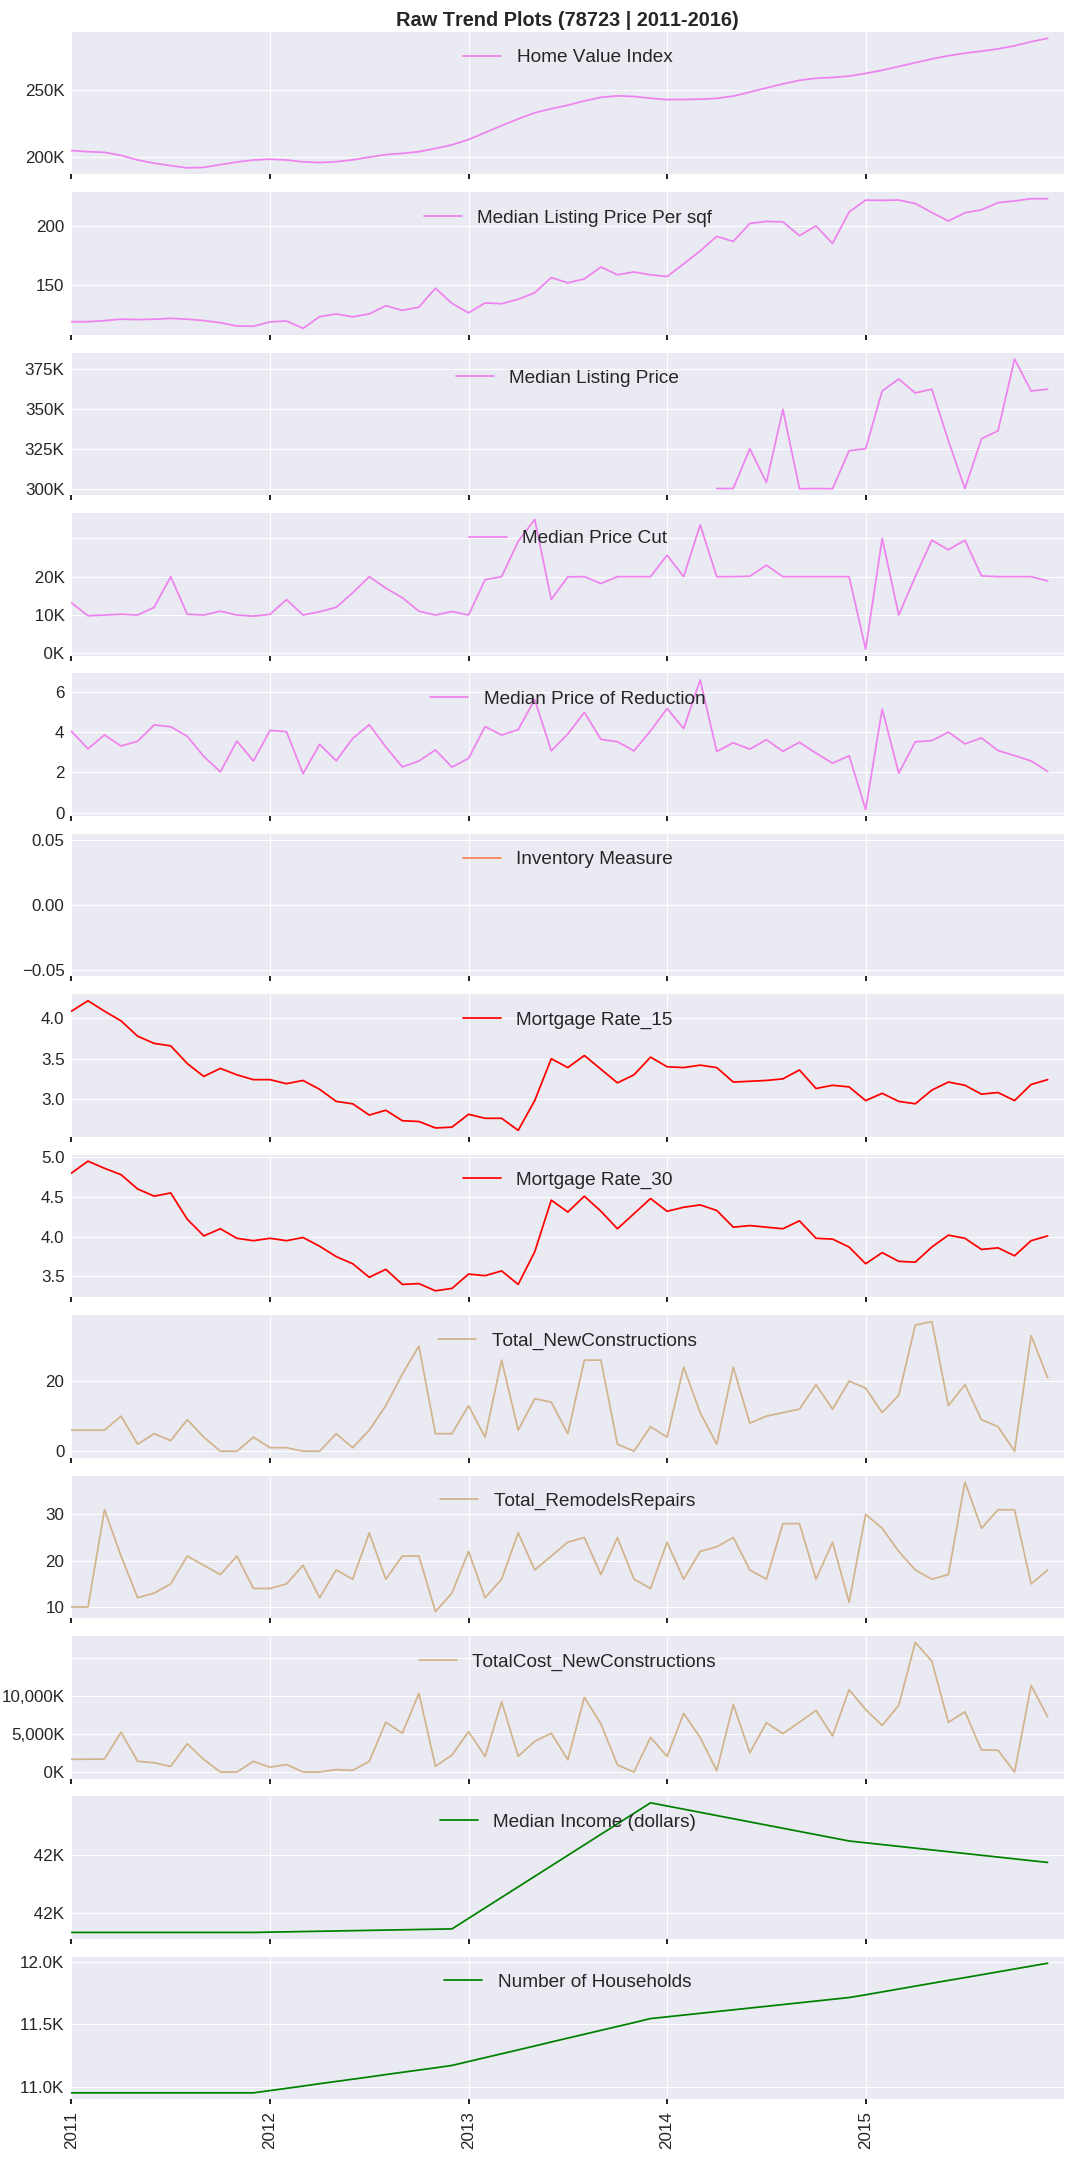 Raw Trend Plots (78723 | 2011-2016)
Home Value Index
250K
200K
Median Listing Price Per sqf
200
150
Median Listing Price
375K
350K
325K
300K
Median Price Cut
20K
10K
0K
Median Price of Reduction
6
4
2
0
Inventory Measure
0.05
0.00
−0.05
Mortgage Rate_15
4.0
3.5
3.0
Mortgage Rate_30
5.0
4.5
4.0
3.5
Total_NewConstructions
20
0
Total_RemodelsRepairs
30
20
10
TotalCost_NewConstructions
10,000K
5,000K
0K
Median Income (dollars)
42K
42K
Number of Households
12.0K
11.5K
11.0K
2011
2012
2013
2014
2015